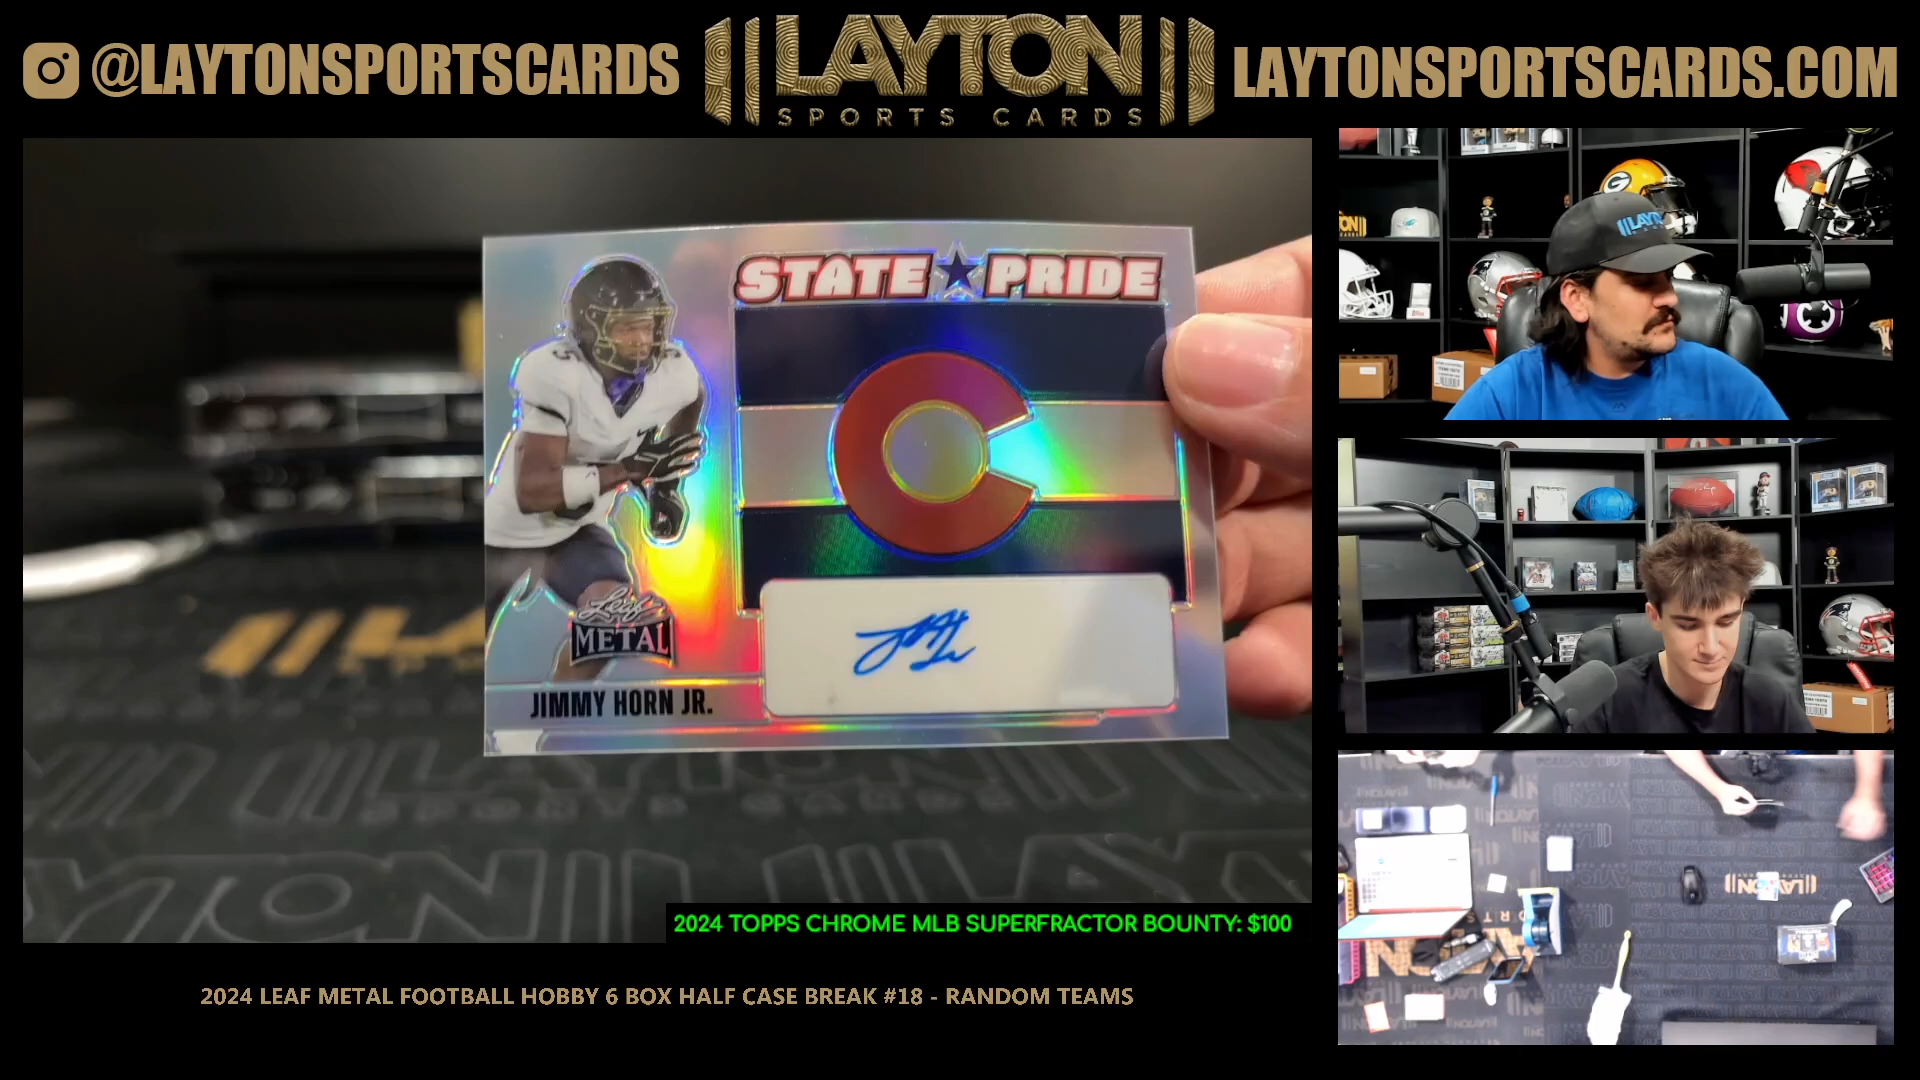 @LAYTONSPORTSCARDS
LAYTON
SPORTS CARDS
LAYTONSPORTSCARDS.COM
STATE PRIDE
Leaf
METAL
JIMMY HORN JR.
2024 TOPPS CHROME MLB SUPERFRACTOR BOUNTY: $100
2024 LEAF METAL FOOTBALL HOBBY 6 BOX HALF CASE BREAK #18 - RANDOM TEAMS